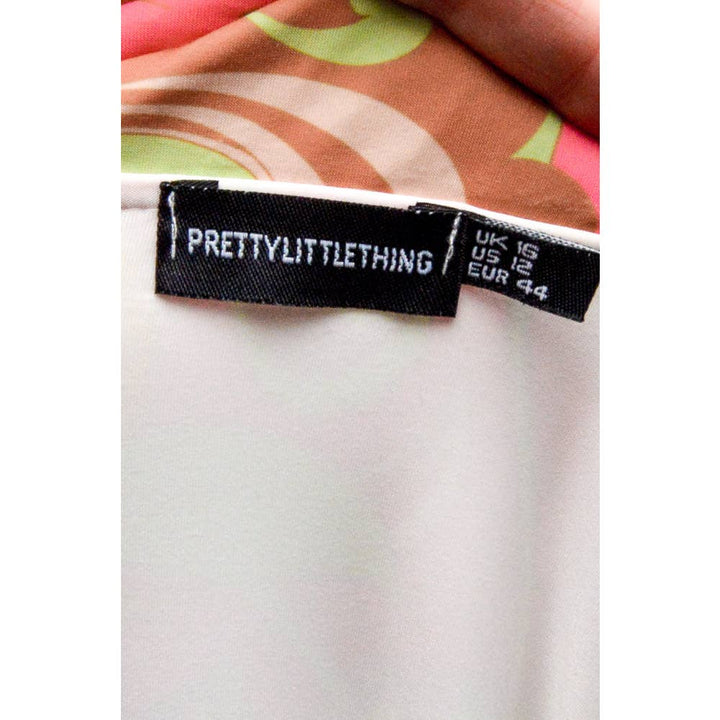 PRETTYLITTLETHING
UK 16
US 12
EUR 44